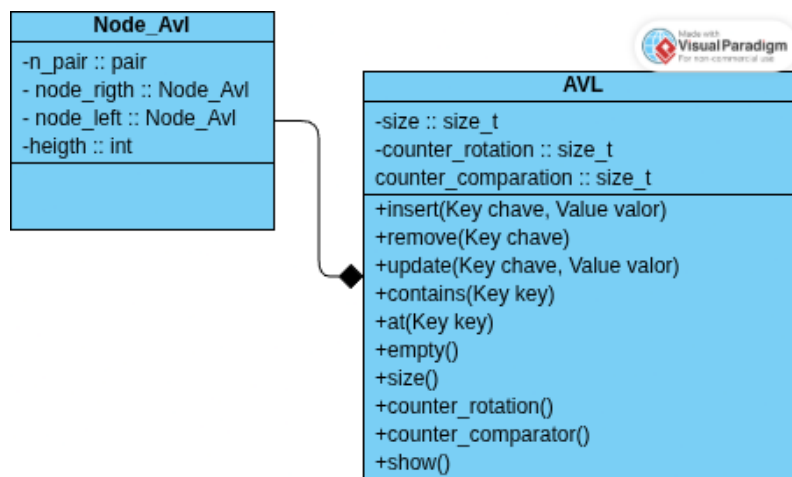 Node_Avl
-n_pair :: pair
- node_rigth :: Node_Avl
- node_left :: Node_Avl
-heigth :: int
Made with
Visual Paradigm
For non-commercial use
AVL
-size :: size_t
-counter_rotation :: size_t
counter_comparation :: size_t
+insert(Key chave, Value valor)
+remove(Key chave)
+update(Key chave, Value valor)
+contains(Key key)
+at(Key key)
+empty()
+size()
+counter_rotation()
+counter_comparator()
+show()